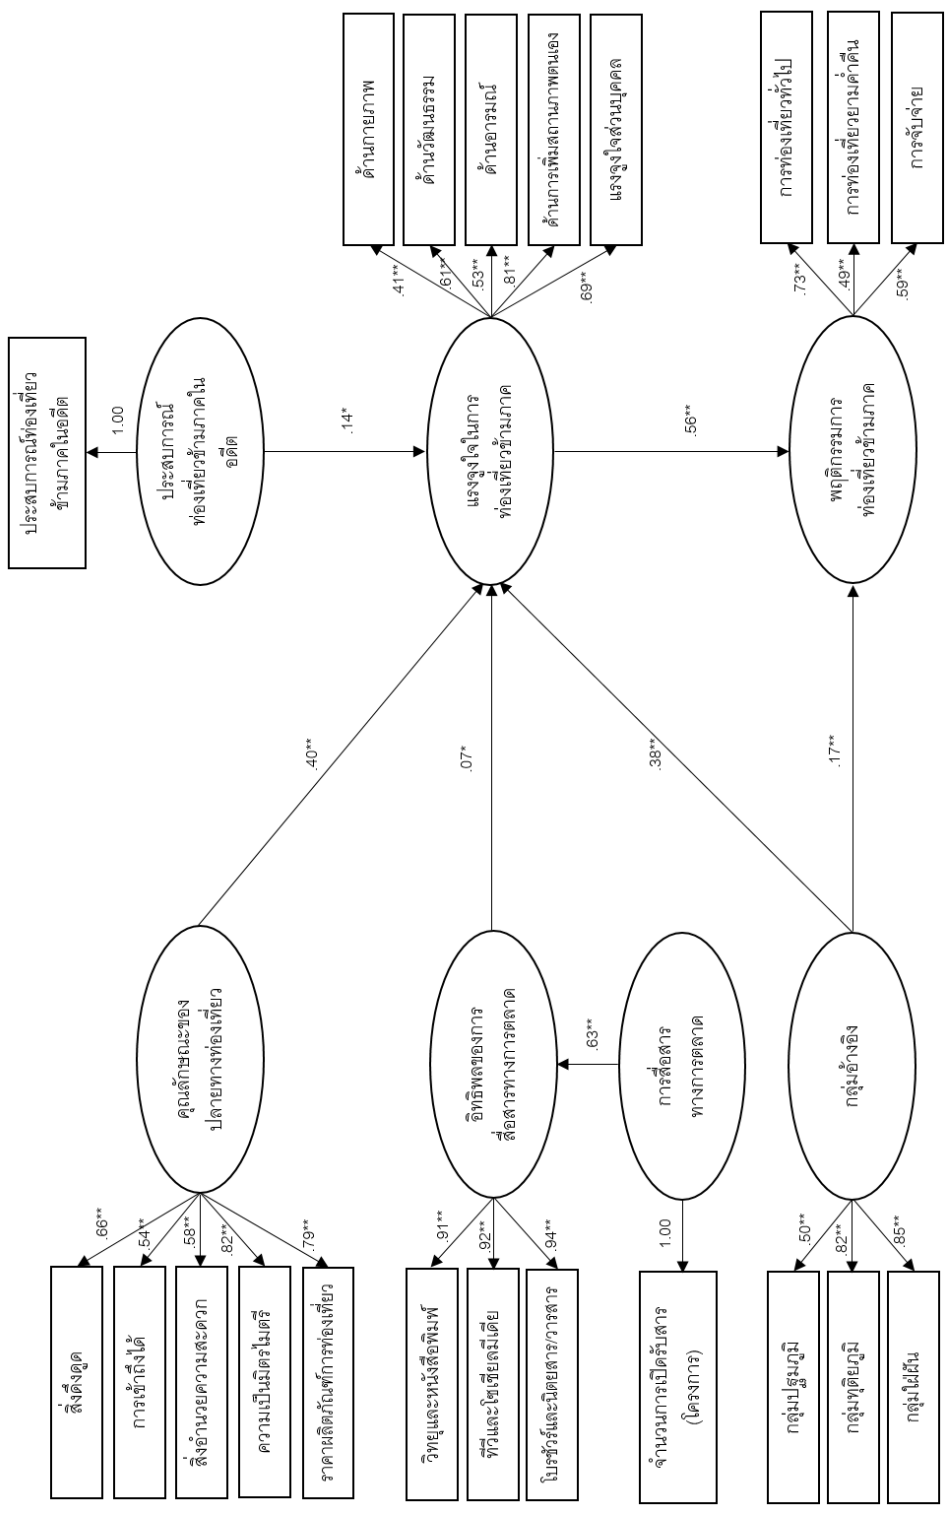 สิ่งดึงดูด
การเข้าถึงได้
สิ่งอำนวยความสะดวก
ความเป็นมิตรไมตรี
ราคาผลิตภัณฑ์การท่องเที่ยว
.66**
.54**
.58**
.82**
.79**
คุณลักษณะของ
ปลายทางท่องเที่ยว
วิทยุและหนังสือพิมพ์
ทีวีและโซเชียลมีเดีย
โบรชัวร์และนิตยสาร/วารสาร
.91**
.92**
.94**
อิทธิพลของการ
สื่อสารทางการตลาด
.63**
จำนวนการเปิดรับสาร
(โครงการ)
1.00
การสื่อสาร
ทางการตลาด
กลุ่มปฐมภูมิ
กลุ่มทุติยภูมิ
กลุ่มใฝ่ฝัน
.50**
.82**
.85**
กลุ่มอ้างอิง
.40**
.07*
.38**
.17**
ประสบการณ์ท่องเที่ยว
ข้ามภาคในอดีต
1.00
ประสบการณ์
ท่องเที่ยวข้ามภาคใน
อดีต
.14*
แรงจูงใจในการ
ท่องเที่ยวข้ามภาค
.56**
พฤติกรรมการ
ท่องเที่ยวข้ามภาค
.41**
.61**
.53**
.81**
.69**
ด้านกายภาพ
ด้านวัฒนธรรม
ด้านอารมณ์
ด้านการเพิ่มสถานภาพตนเอง
แรงจูงใจส่วนบุคคล
.73**
.49**
.59**
การท่องเที่ยวทั่วไป
การท่องเที่ยวยามค่ำคืน
การจับจ่าย